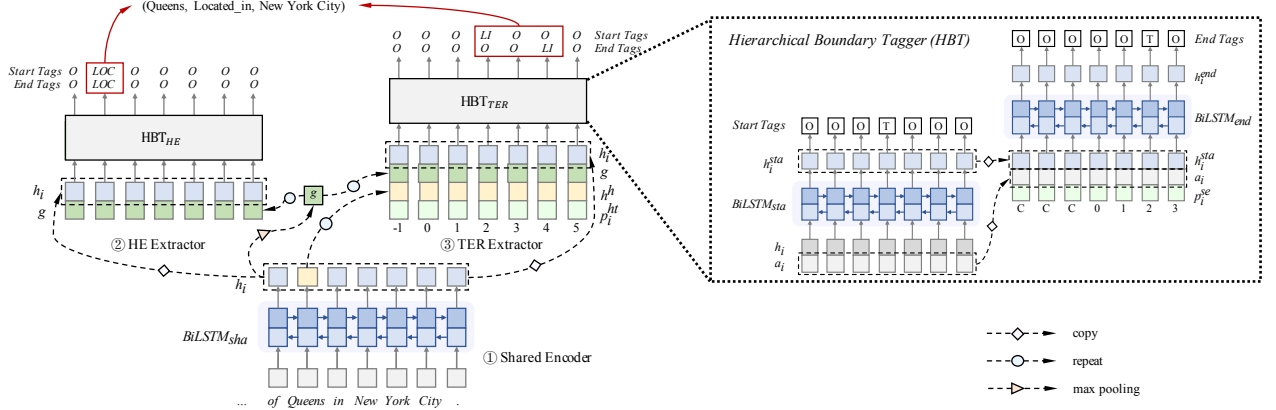 (Queens, Located_in, New York City)
O O O LI O O O
Start Tags
O O O O O LI O
End Tags
Start Tags O LOC O O O O O
End Tags O LOC O O O O O
HBT_HE
HBT_TER
h_i
g
h_i
g
h^h
p_i^ht
g
-1 0 1 2 3 4 5
② HE Extractor
③ TER Extractor
h_i
BiLSTM_sha
① Shared Encoder
... of Queens in New York City .
Hierarchical Boundary Tagger (HBT)
O O O O O T O End Tags
h_i^end
BiLSTM_end
Start Tags O O O T O O O
h_i^sta
h_i^sta
a_i
p_i^se
C C C 0 1 2 3
BiLSTM_sta
h_i
a_i
copy
repeat
max pooling